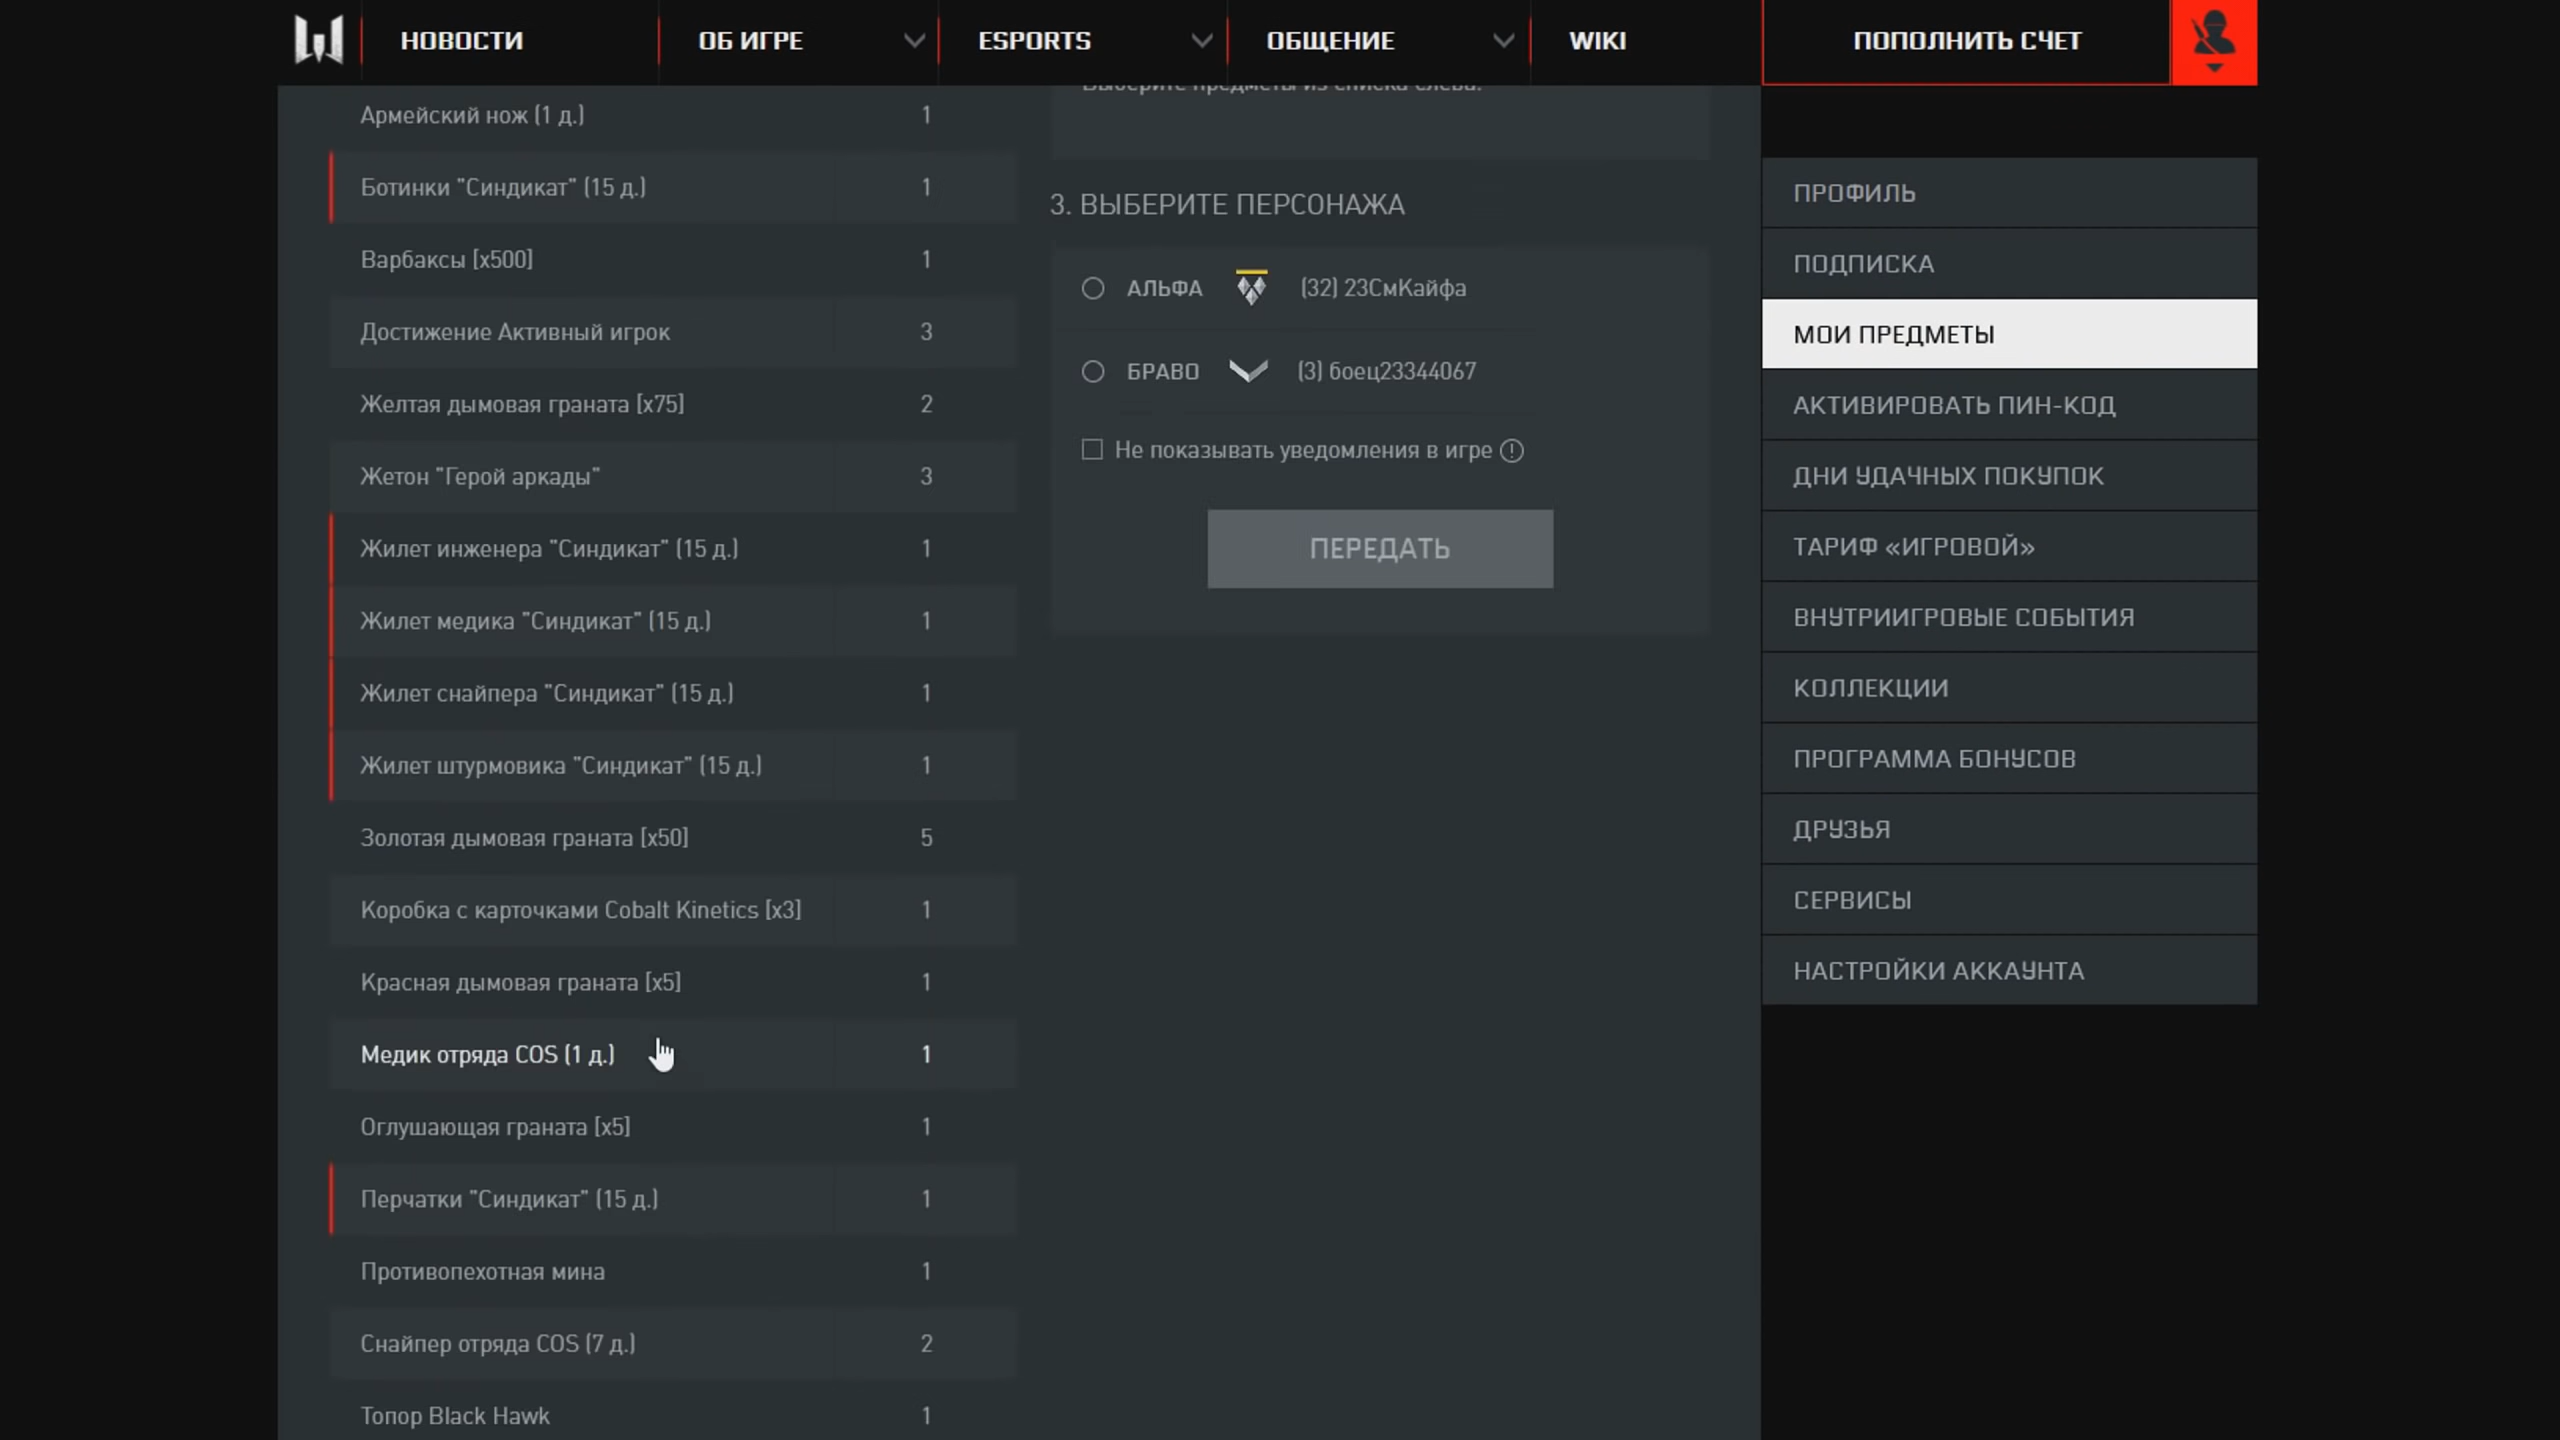 НОВОСТИ
ОБ ИГРЕ
ESPORTS
ОБЩЕНИЕ
WIKI
ПОПОЛНИТЬ СЧЕТ
Армейский нож (1 д.) 1
Ботинки "Синдикат" (15 д.) 1
Варбаксы [x500] 1
Достижение Активный игрок 3
Желтая дымовая граната [x75] 2
Жетон "Герой аркады" 3
Жилет инженера "Синдикат" (15 д.) 1
Жилет медика "Синдикат" (15 д.) 1
Жилет снайпера "Синдикат" (15 д.) 1
Жилет штурмовика "Синдикат" (15 д.) 1
Золотая дымовая граната [x50] 5
Коробка с карточками Cobalt Kinetics [x3] 1
Красная дымовая граната [x5] 1
Медик отряда COS (1 д.) 1
Оглушающая граната [x5] 1
Перчатки "Синдикат" (15 д.) 1
Противопехотная мина 1
Снайпер отряда COS (7 д.) 2
Топор Black Hawk 1
Выберите предметы из списка слева.
3. ВЫБЕРИТЕ ПЕРСОНАЖА
АЛЬФА (32) 23СмКайфа
БРАВО (3) боец23344067
Не показывать уведомления в игре
ПЕРЕДАТЬ
ПРОФИЛЬ
ПОДПИСКА
МОИ ПРЕДМЕТЫ
АКТИВИРОВАТЬ ПИН-КОД
ДНИ УДАЧНЫХ ПОКУПОК
ТАРИФ «ИГРОВОЙ»
ВНУТРИИГРОВЫЕ СОБЫТИЯ
КОЛЛЕКЦИИ
ПРОГРАММА БОНУСОВ
ДРУЗЬЯ
СЕРВИСЫ
НАСТРОЙКИ АККАУНТА